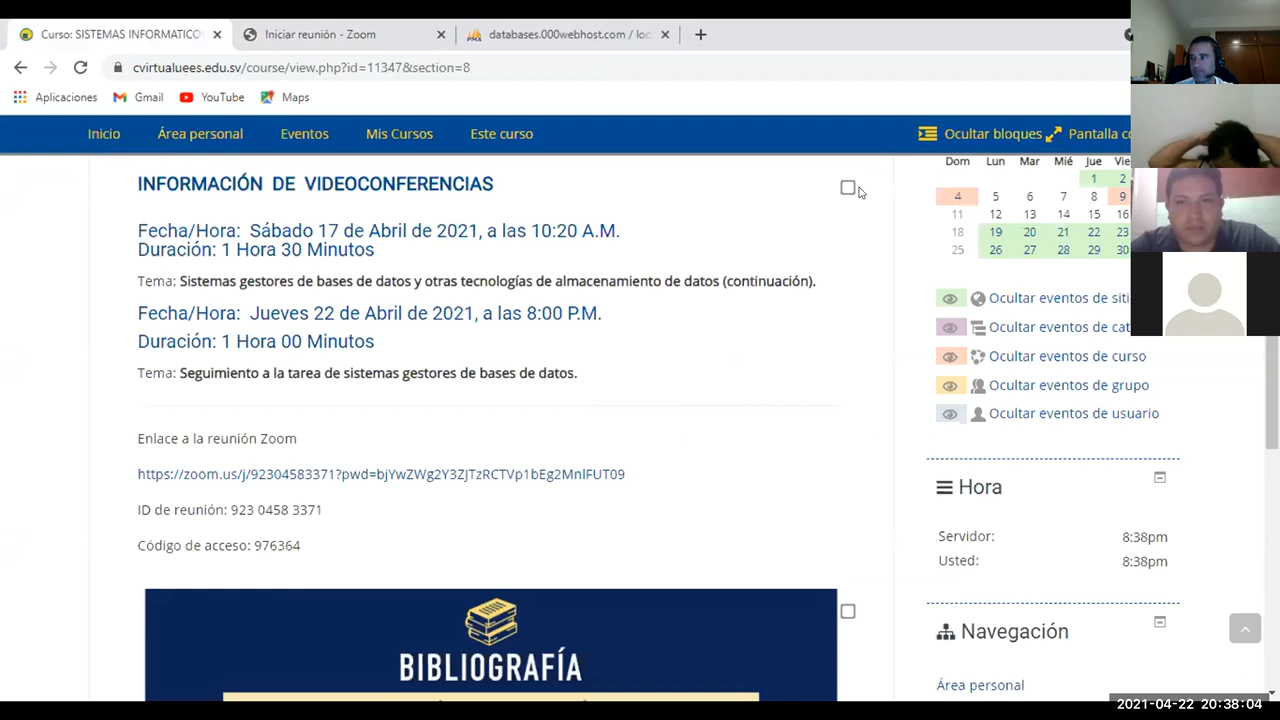 Curso: SISTEMAS INFORMATICO
Iniciar reunión - Zoom
databases.000webhost.com / loc
cvirtualuees.edu.sv/course/view.php?id=11347&section=8
Aplicaciones
Gmail
YouTube
Maps
Inicio
Área personal
Eventos
Mis Cursos
Este curso
Ocultar bloques
Pantalla co
INFORMACIÓN DE VIDEOCONFERENCIAS
Fecha/Hora: Sábado 17 de Abril de 2021, a las 10:20 A.M.
Duración: 1 Hora 30 Minutos
Tema: Sistemas gestores de bases de datos y otras tecnologías de almacenamiento de datos (continuación).
Fecha/Hora: Jueves 22 de Abril de 2021, a las 8:00 P.M.
Duración: 1 Hora 00 Minutos
Tema: Seguimiento a la tarea de sistemas gestores de bases de datos.
Enlace a la reunión Zoom
https://zoom.us/j/92304583371?pwd=bjYwZWg2Y3ZJTzRCTVp1bEg2MnlFUT09
ID de reunión: 923 0458 3371
Código de acceso: 976364
BIBLIOGRAFÍA
Dom Lun Mar Mié Jue Vie
1 2
4 5 6 7 8 9
11 12 13 14 15 16
18 19 20 21 22 23
25 26 27 28 29 30
Ocultar eventos de siti
Ocultar eventos de cat
Ocultar eventos de curso
Ocultar eventos de grupo
Ocultar eventos de usuario
Hora
Servidor: 8:38pm
Usted: 8:38pm
Navegación
Área personal
2021-04-22 20:38:04